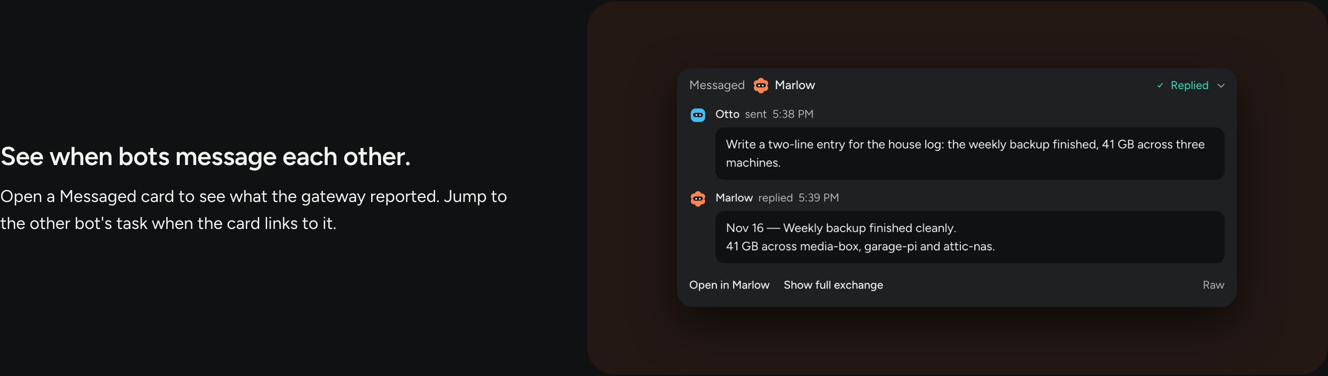 See when bots message each other.
Open a Messaged card to see what the gateway reported. Jump to
the other bot's task when the card links to it.
Messaged Marlow ✓ Replied
Otto sent 5:38 PM
Write a two-line entry for the house log: the weekly backup finished, 41 GB across three
machines.
Marlow replied 5:39 PM
Nov 16 — Weekly backup finished cleanly.
41 GB across media-box, garage-pi and attic-nas.
Open in Marlow Show full exchange Raw